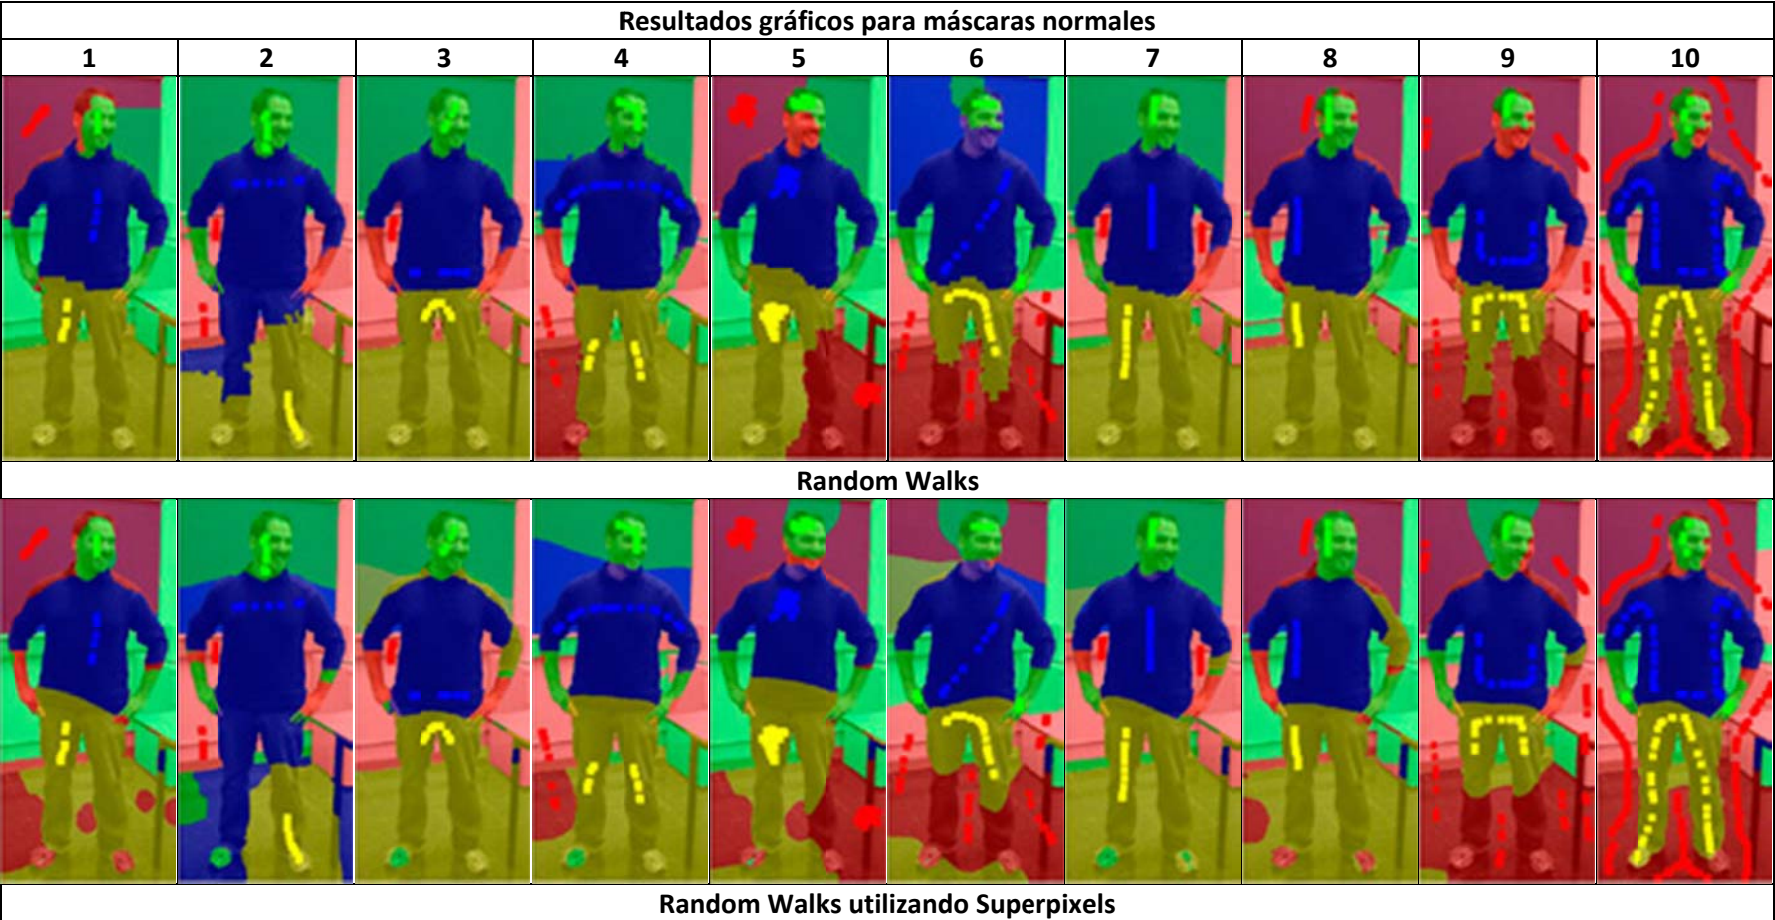 Resultados gráficos para máscaras normales
1 2 3 4 5 6 7 8 9 10
Random Walks
Random Walks utilizando Superpixels